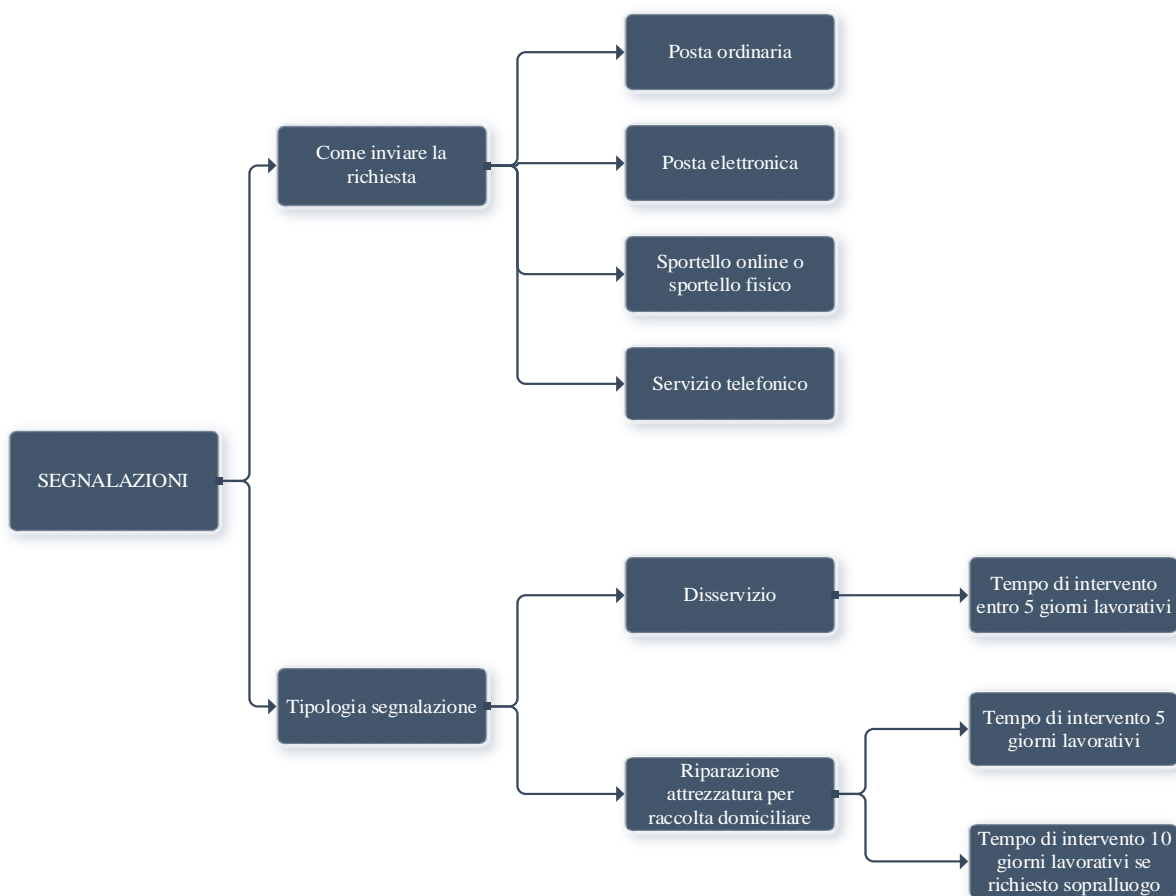 Posta ordinaria
Come inviare la
richiesta
Posta elettronica
Sportello online o
sportello fisico
Servizio telefonico
SEGNALAZIONI
Disservizio
Tempo di intervento
entro 5 giorni lavorativi
Tipologia segnalazione
Tempo di intervento 5
giorni lavorativi
Riparazione
attrezzatura per
raccolta domiciliare
Tempo di intervento 10
giorni lavorativi se
richiesto sopralluogo